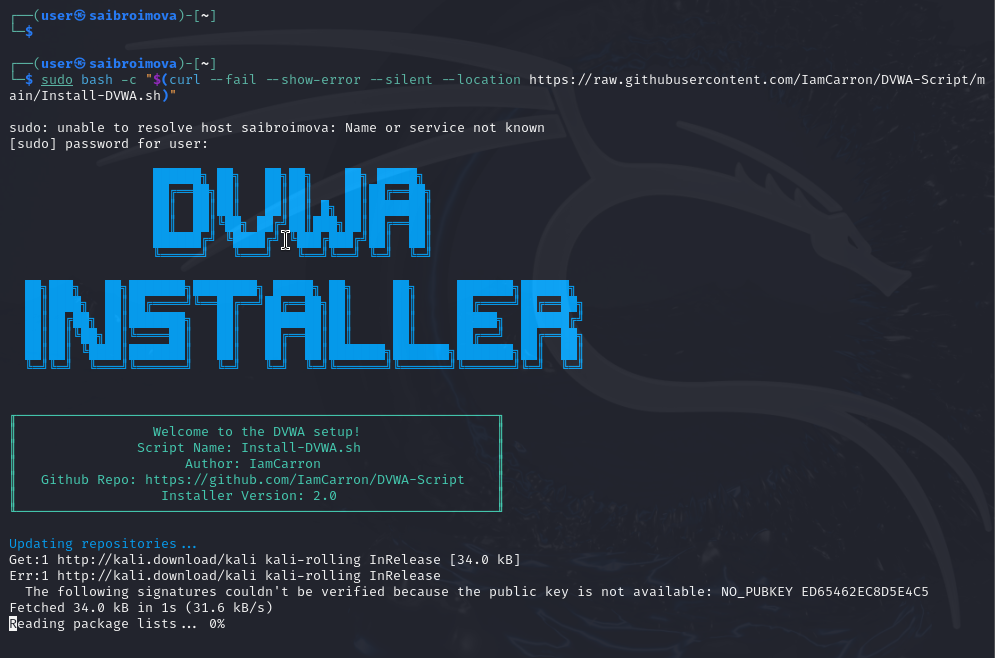 ┌──(user㉿saibroimova)-[~]
└─$
┌──(user㉿saibroimova)-[~]
└─$ sudo bash -c "$(curl --fail --show-error --silent --location https://raw.githubusercontent.com/IamCarron/DVWA-Script/m
ain/Install-DVWA.sh)"
sudo: unable to resolve host saibroimova: Name or service not known
[sudo] password for user:
DVWA
INSTALLER
Welcome to the DVWA setup!
Script Name: Install-DVWA.sh
Author: IamCarron
Github Repo: https://github.com/IamCarron/DVWA-Script
Installer Version: 2.0
Updating repositories...
Get:1 http://kali.download/kali kali-rolling InRelease [34.0 kB]
Err:1 http://kali.download/kali kali-rolling InRelease
The following signatures couldn't be verified because the public key is not available: NO_PUBKEY ED65462EC8D5E4C5
Fetched 34.0 kB in 1s (31.6 kB/s)
Reading package lists... 0%